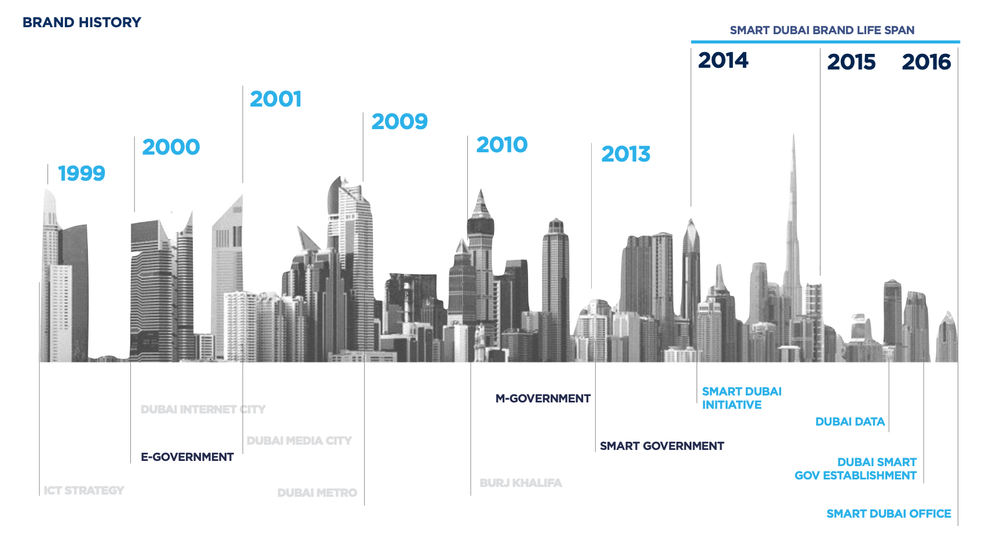 BRAND HISTORY
SMART DUBAI BRAND LIFE SPAN
1999
2000
2001
2009
2010
2013
2014
2015
2016
ICT STRATEGY
DUBAI INTERNET CITY
E-GOVERNMENT
DUBAI MEDIA CITY
DUBAI METRO
BURJ KHALIFA
M-GOVERNMENT
SMART GOVERNMENT
SMART DUBAI
INITIATIVE
DUBAI DATA
DUBAI SMART
GOV ESTABLISHMENT
SMART DUBAI OFFICE